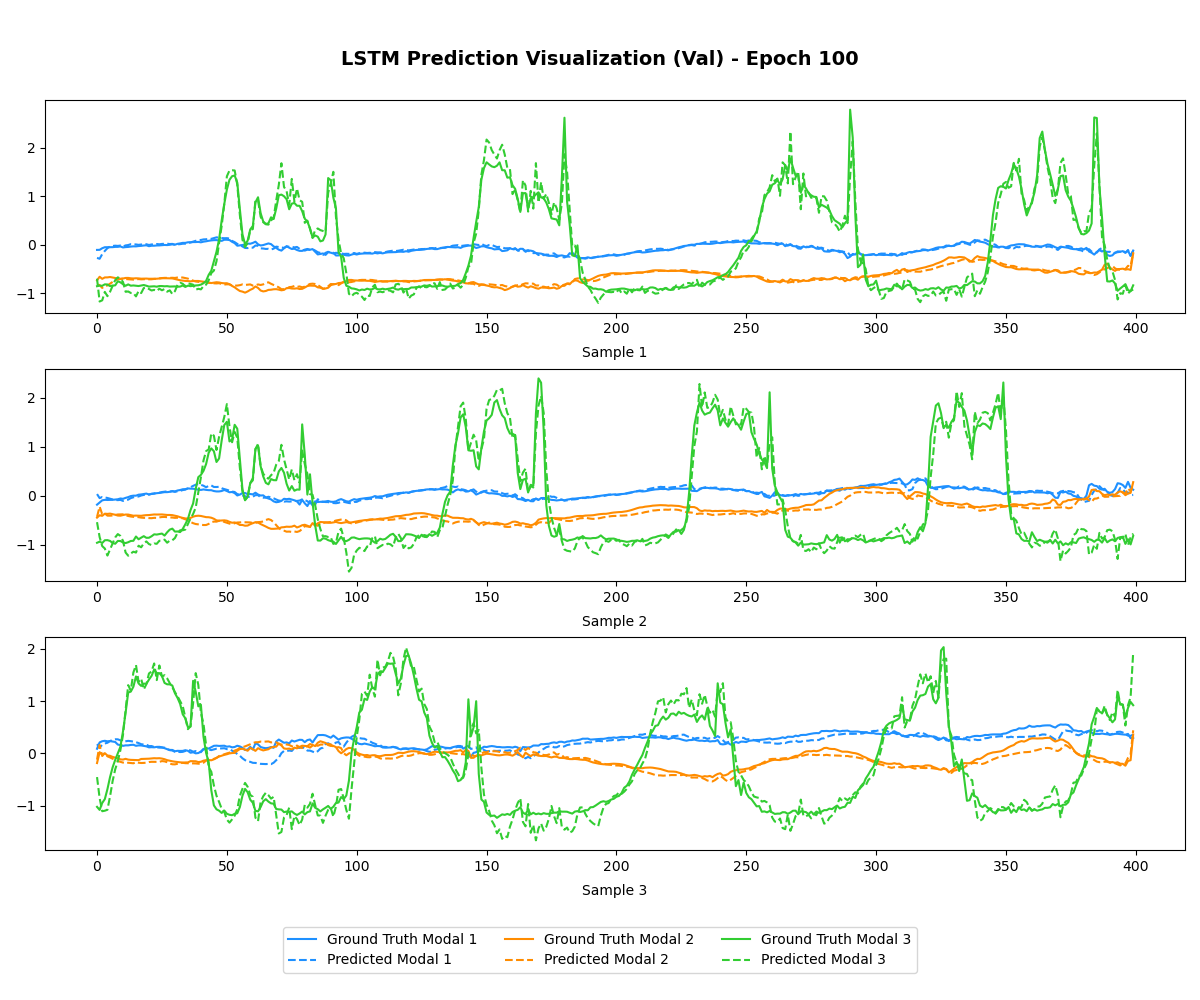 LSTM Prediction Visualization (Val) - Epoch 100
2
1
0
−1
0 50 100 150 200 250 300 350 400
Sample 1
2
1
0
−1
0 50 100 150 200 250 300 350 400
Sample 2
2
1
0
−1
0 50 100 150 200 250 300 350 400
Sample 3
Ground Truth Modal 1 Ground Truth Modal 2 Ground Truth Modal 3
Predicted Modal 1 Predicted Modal 2 Predicted Modal 3